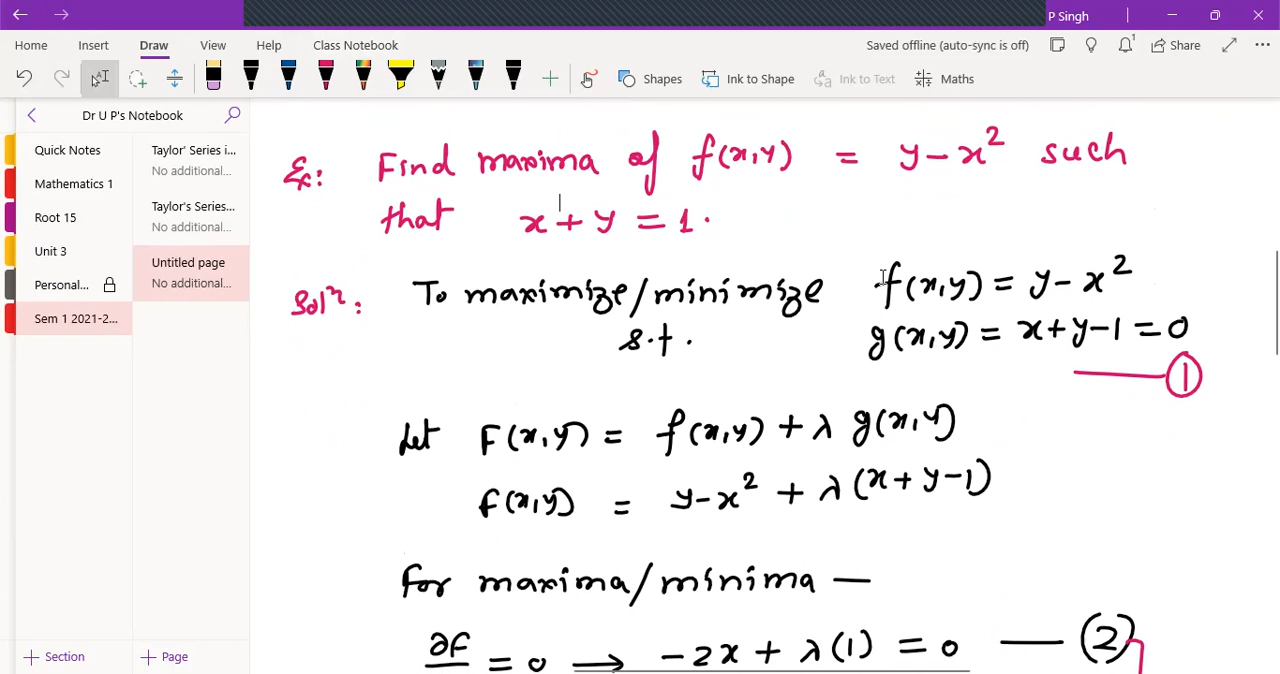 P Singh
Home Insert Draw View Help Class Notebook Saved offline (auto-sync is off) Share
Shapes Ink to Shape Ink to Text Maths
Dr U P's Notebook
Quick Notes
Mathematics 1
Root 15
Unit 3
Personal...
Sem 1 2021-2...
Taylor' Series i...
No additional...
Taylor's Series...
No additional...
Untitled page
No additional...
+ Section
+ Page
Ex: Find maxima of f(x,y) = y-x² such
that x+y=1.
Solⁿ: To maximize/minimize f(x,y) = y-x²
s.t. g(x,y) = x+y-1=0
① 
Let F(x,y) = f(x,y) + λ g(x,y)
F(x,y) = y-x² + λ(x+y-1)
For maxima/minima —
∂F/ =0 → -2x + λ(1) = 0 — (2)